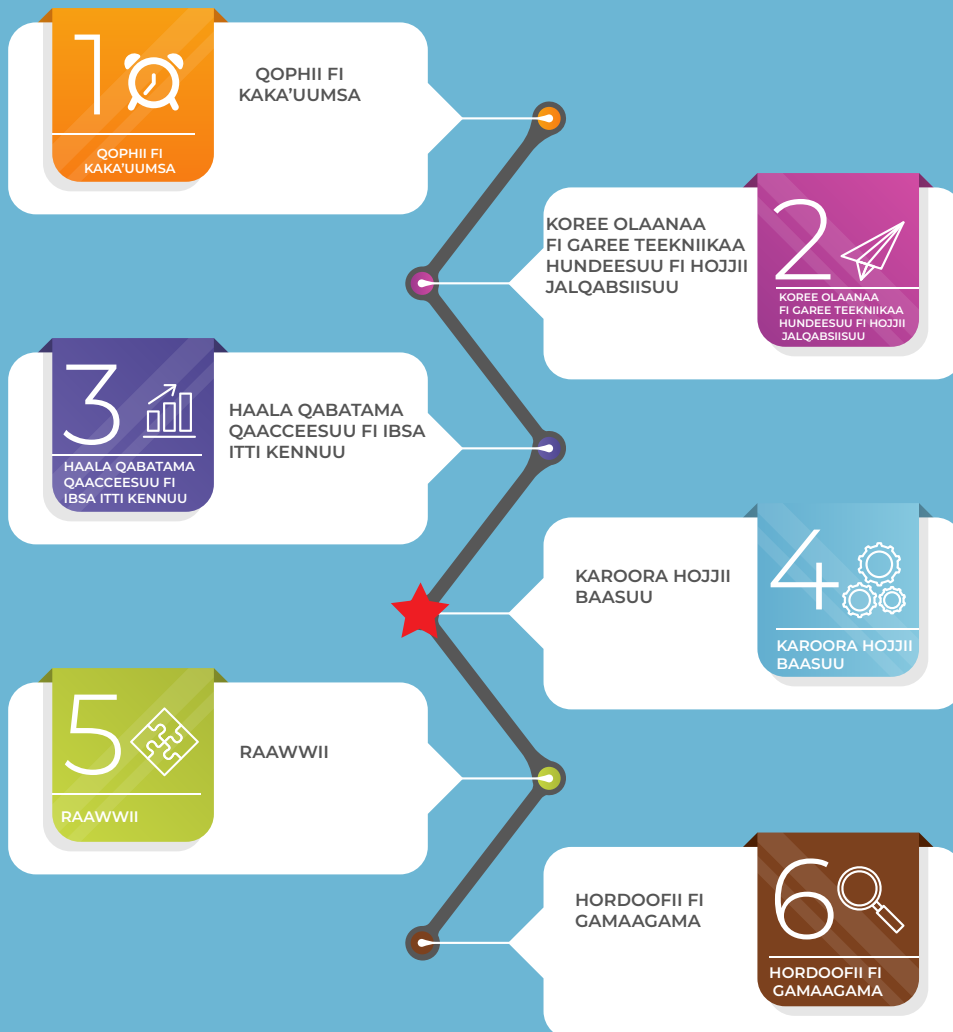 1
QOPHII FI
KAKA'UUMSA
QOPHII FI
KAKA'UUMSA
KOREE OLAANAA
FI GAREE TEEKNIIKAA
HUNDEESUU FI HOJJII
JALQABSIISUU
2
KOREE OLAANAA
FI GAREE TEEKNIIKAA
HUNDEESUU FI HOJJII
JALQABSIISUU
3
HAALA QABATAMA
QAACCEESUU FI
IBSA ITTI KENNUU
HAALA QABATAMA
QAACCEESUU FI IBSA
ITTI KENNUU
KAROORA HOJJII
BAASUU
4
KAROORA HOJJII
BAASUU
5
RAAWWII
RAAWWII
HORDOOFII FI
GAMAAGAMA
6
HORDOOFII FI
GAMAAGAMA